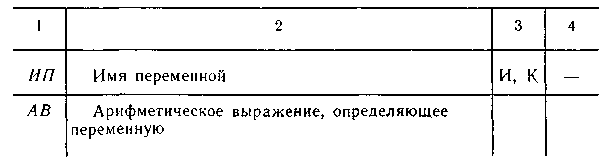 1 2 3 4
ИП Имя переменной И, К —
АВ Арифметическое выражение, определяющее
переменную